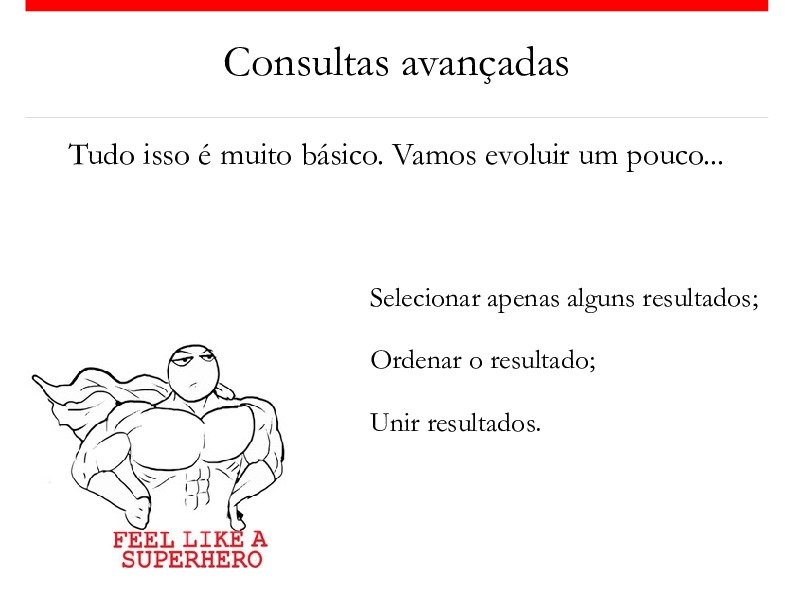 Consultas avançadas
Tudo isso é muito básico. Vamos evoluir um pouco...
Selecionar apenas alguns resultados;
Ordenar o resultado;
Unir resultados.
FEEL LIKE A
SUPERHERO